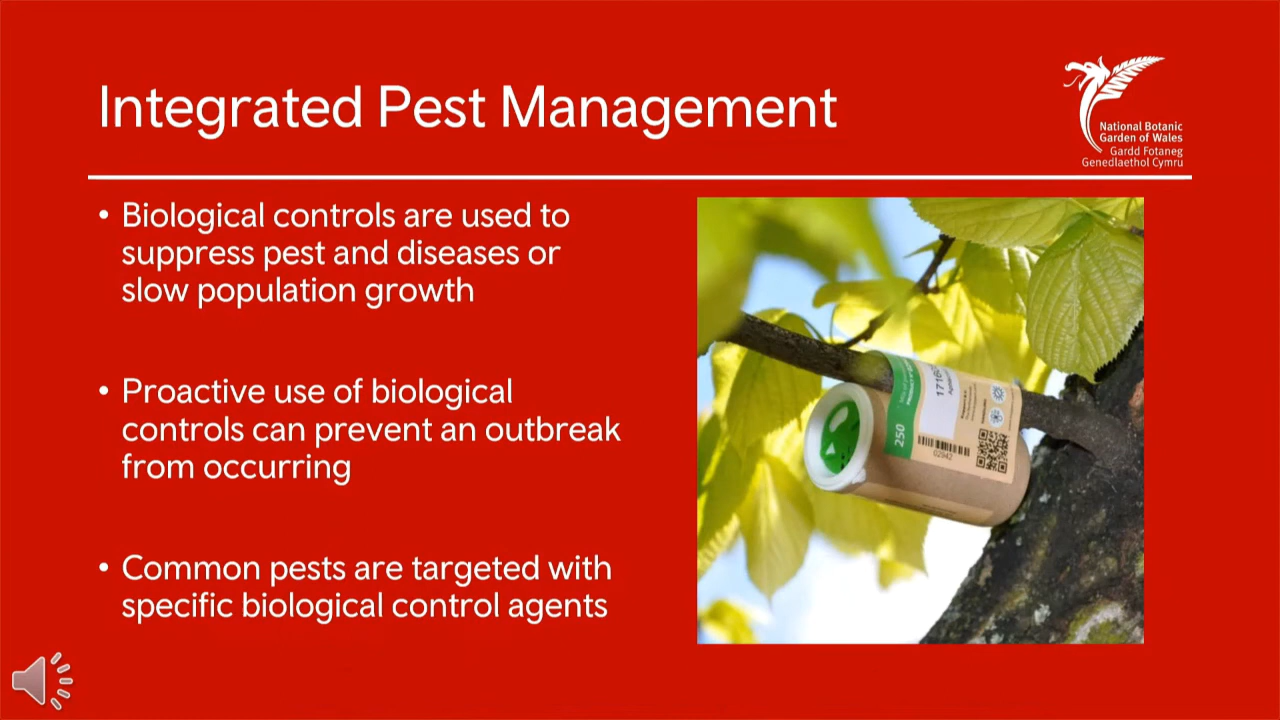 Integrated Pest Management
National Botanic
Garden of Wales
Gardd Fotaneg
Genedlaethol Cymru
• Biological controls are used to
suppress pest and diseases or
slow population growth
• Proactive use of biological
controls can prevent an outbreak
from occurring
• Common pests are targeted with
specific biological control agents
250
02942